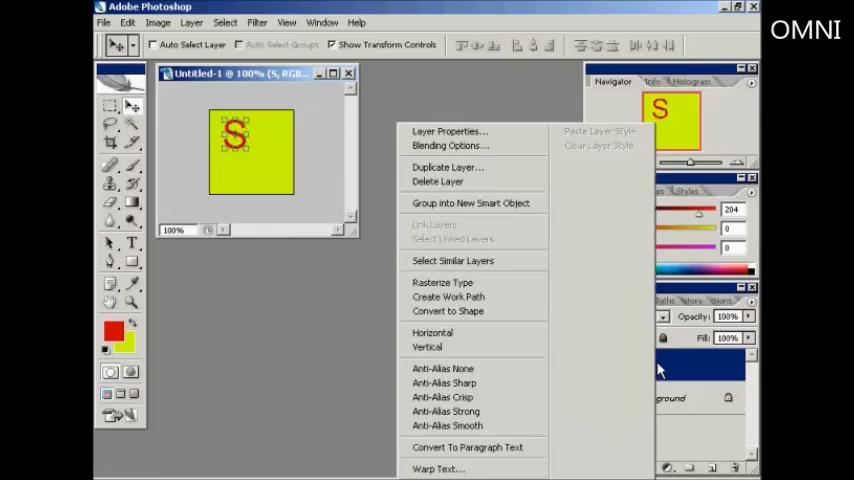 Adobe Photoshop
OMNI
File Edit Image Layer Select Filter View Window Help
Auto Select Layer Auto Select Groups Show Transform Controls
Untitled-1 @ 100% (S, RGB...
S
100%
Layer Properties...
Blending Options...
Duplicate Layer...
Delete Layer
Group into New Smart Object
Link Layers
Select Linked Layers
Select Similar Layers
Rasterize Type
Create Work Path
Convert to Shape
Horizontal
Vertical
Anti-Alias None
Anti-Alias Sharp
Anti-Alias Crisp
Anti-Alias Strong
Anti-Alias Smooth
Convert To Paragraph Text
Warp Text...
Paste Layer Style
Clear Layer Style
Navigator Info Histogram
S
Styles
204
0
0
Opacity: 100%
Fill: 100%
ground